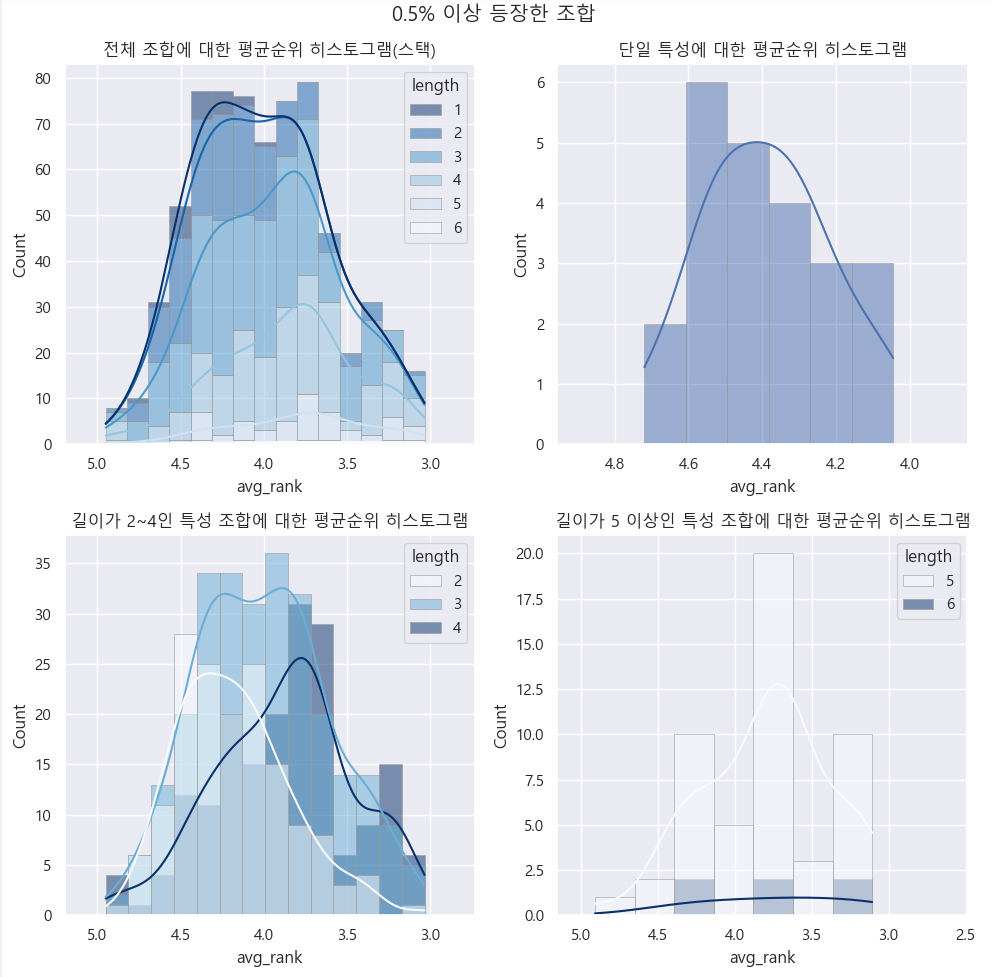 0.5% 이상 등장한 조합
전체 조합에 대한 평균순위 히스토그램(스택)
80
70
60
50
40
30
20
10
0
Count
5.0 4.5 4.0 3.5 3.0
avg_rank
length
1
2
3
4
5
6
단일 특성에 대한 평균순위 히스토그램
6
5
4
3
2
1
0
Count
4.8 4.6 4.4 4.2 4.0
avg_rank
길이가 2~4인 특성 조합에 대한 평균순위 히스토그램
35
30
25
20
15
10
5
0
Count
5.0 4.5 4.0 3.5 3.0
avg_rank
length
2
3
4
길이가 5 이상인 특성 조합에 대한 평균순위 히스토그램
20.0
17.5
15.0
12.5
10.0
7.5
5.0
2.5
0.0
Count
5.0 4.5 4.0 3.5 3.0 2.5
avg_rank
length
5
6